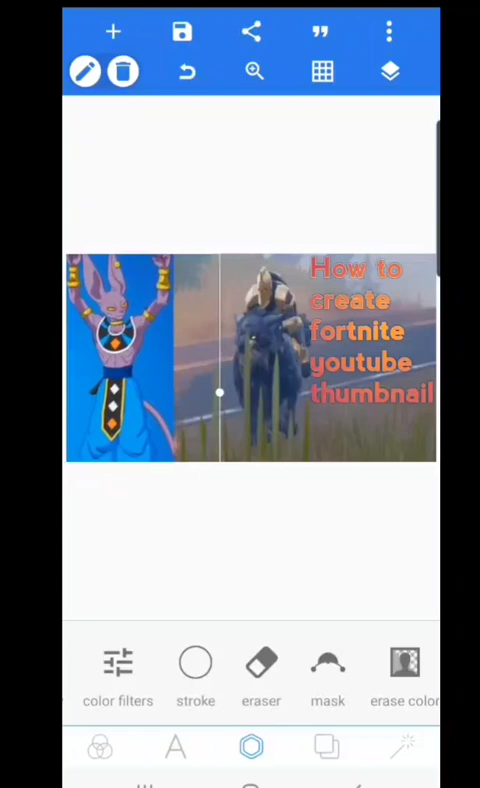 How to
create
fortnite
youtube
thumbnail
color filters
stroke
eraser
mask
erase color